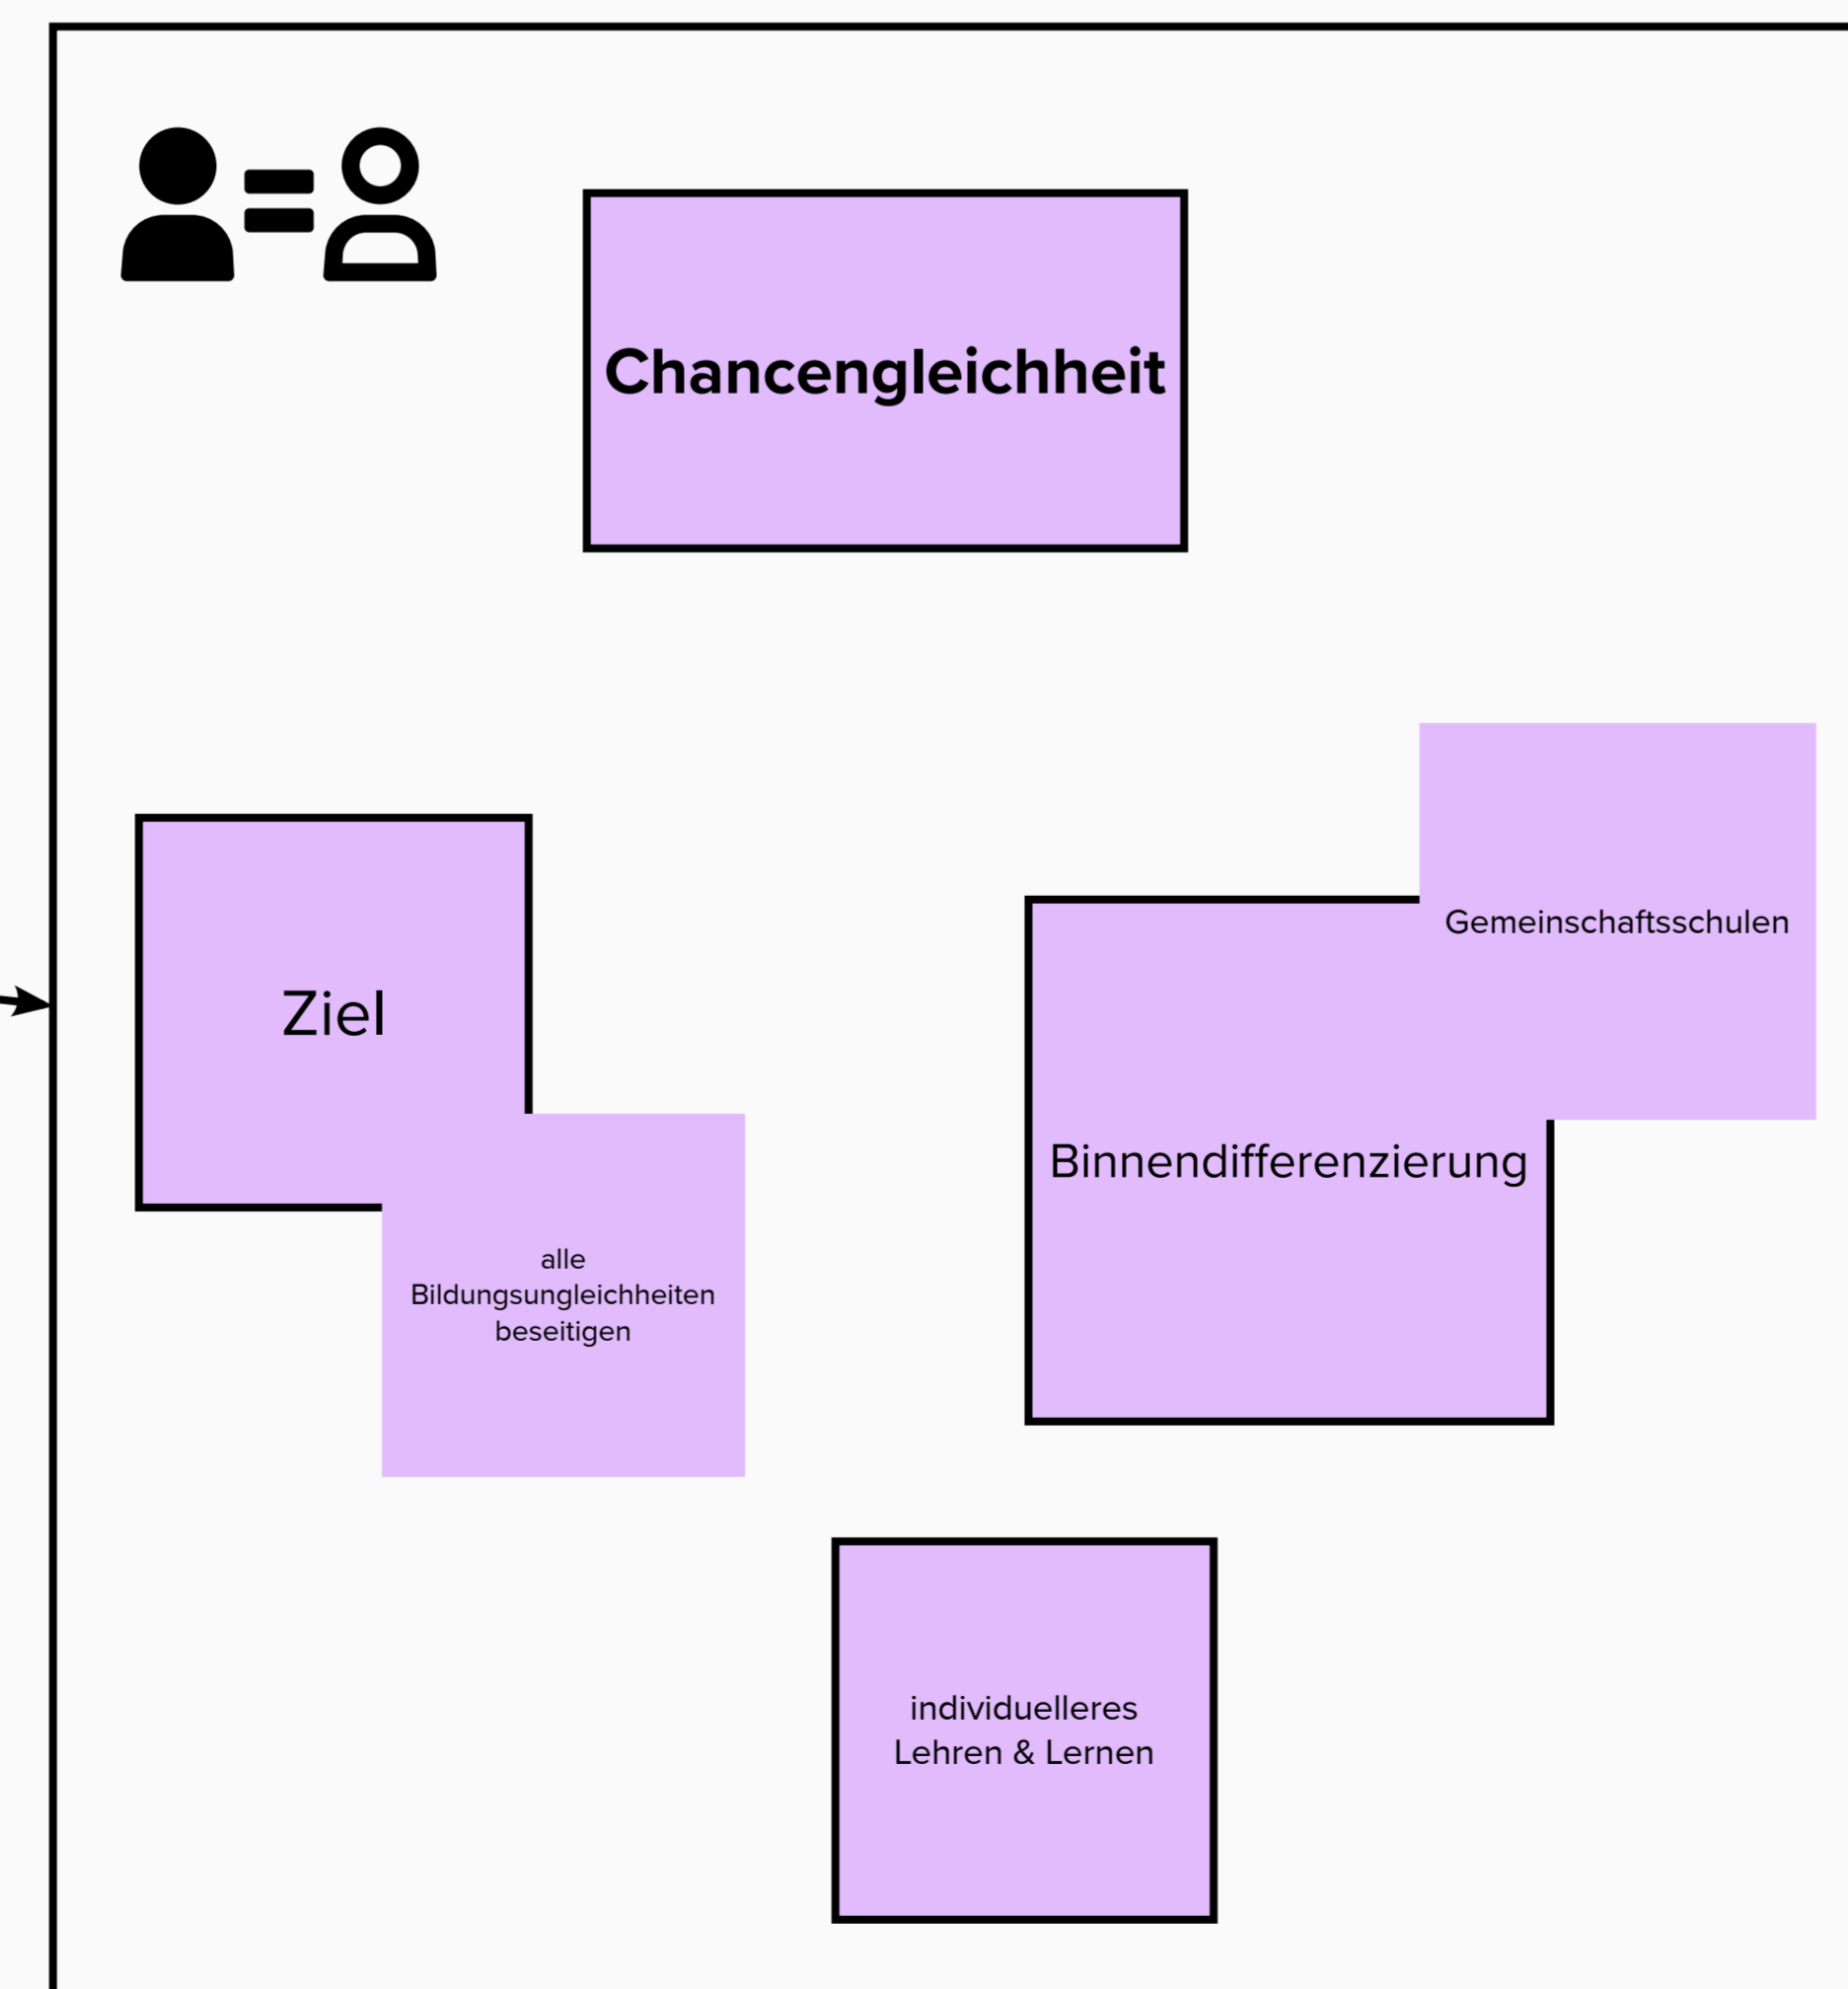 Chancengleichheit
Ziel
alle
Bildungsungleichheiten
beseitigen
Gemeinschaftsschulen
Binnendifferenzierung
individuelleres
Lehren & Lernen